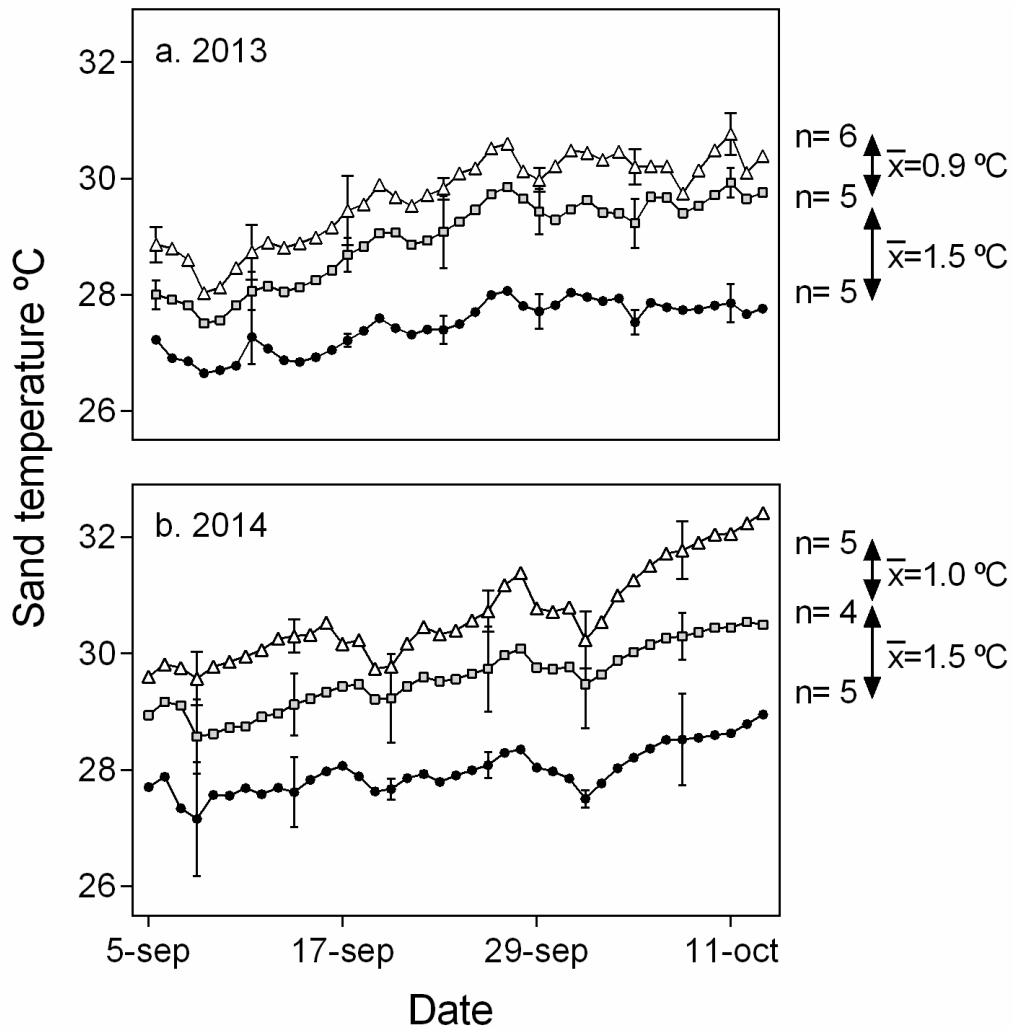 Sand temperature ºC
a. 2013
32
30
28
26
n= 6
x̅=0.9 ºC
n= 5
x̅=1.5 ºC
n= 5
b. 2014
32
30
28
26
n= 5
x̅=1.0 ºC
n= 4
x̅=1.5 ºC
n= 5
5-sep 17-sep 29-sep 11-oct
Date